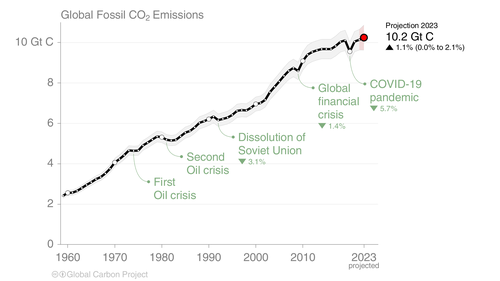 Global Fossil CO₂ Emissions
Projection 2023
10.2 Gt C
▲ 1.1% (0.0% to 2.1%)
10 Gt C
8
6
4
2
0
COVID-19
pandemic
▼ 5.7%
Global
financial
crisis
▼ 1.4%
Dissolution of
Soviet Union
▼ 3.1%
Second
Oil crisis
First
Oil crisis
1960
1970
1980
1990
2000
2010
2023
projected
Global Carbon Project